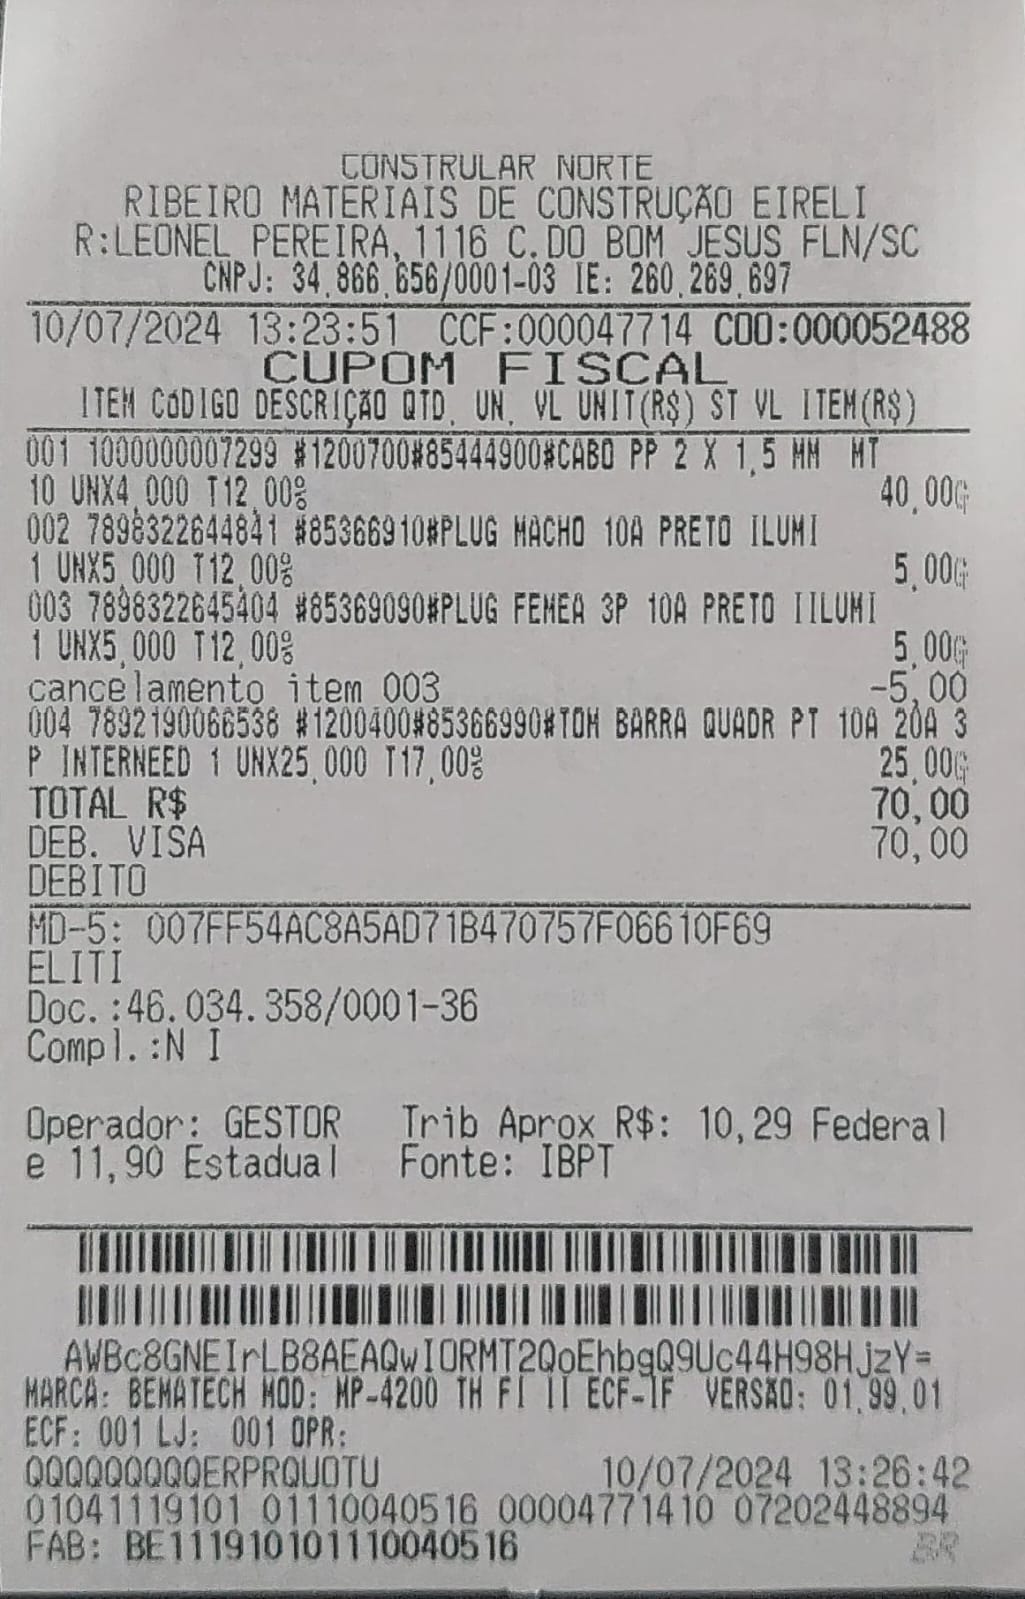 CONSTRULAR NORTE
RIBEIRO MATERIAIS DE CONSTRUÇÃO EIRELI
R:LEONEL PEREIRA, 1116 C.DO BOM JESUS FLN/SC
CNPJ: 34.866.656/0001-03 IE: 260.269.697
10/07/2024 13:23:51 CCF:000047714 COO:000052488
CUPOM FISCAL
ITEM CÓDIGO DESCRIÇÃO QTD. UN. VL UNIT(R$) ST VL ITEM(R$)
001 1000000007299 #1200700#85444900#CABO PP 2 X 1,5 MM MT
10 UNX4,000 T12,00% 40,00G
002 7898322644841 #85366910#PLUG MACHO 10A PRETO ILUMI
1 UNX5,000 T12,00% 5,00G
003 7898322645404 #85369090#PLUG FEMEA 3P 10A PRETO IILUMI
1 UNX5,000 T12,00% 5,00G
cancelamento item 003 -5,00
004 7892190066538 #1200400#85366990#TOM BARRA QUADR PT 10A 20A 3
P INTERNEED 1 UNX25,000 T17,00% 25,00G
TOTAL R$ 70,00
DEB. VISA 70,00
DEBITO
MD-5: 007FF54AC8A5AD71B470757F06610F69
ELITI
Doc.:46.034.358/0001-36
Compl.:N I
Operador: GESTOR Trib Aprox R$: 10,29 Federal
e 11,90 Estadual Fonte: IBPT
AWBc8GNEIrLB8AEAQwIORMT2QoEhbgQ9Uc44H98HjzY=
MARCA: BEMATECH MOD: MP-4200 TH FI II ECF-IF VERSÃO: 01.99.01
ECF: 001 LJ: 001 OPR:
QQQQQQQQQERPRQUOTU 10/07/2024 13:26:42
01041119101 01110040516 00004771410 07202448894
FAB: BE111910101110040516
BR